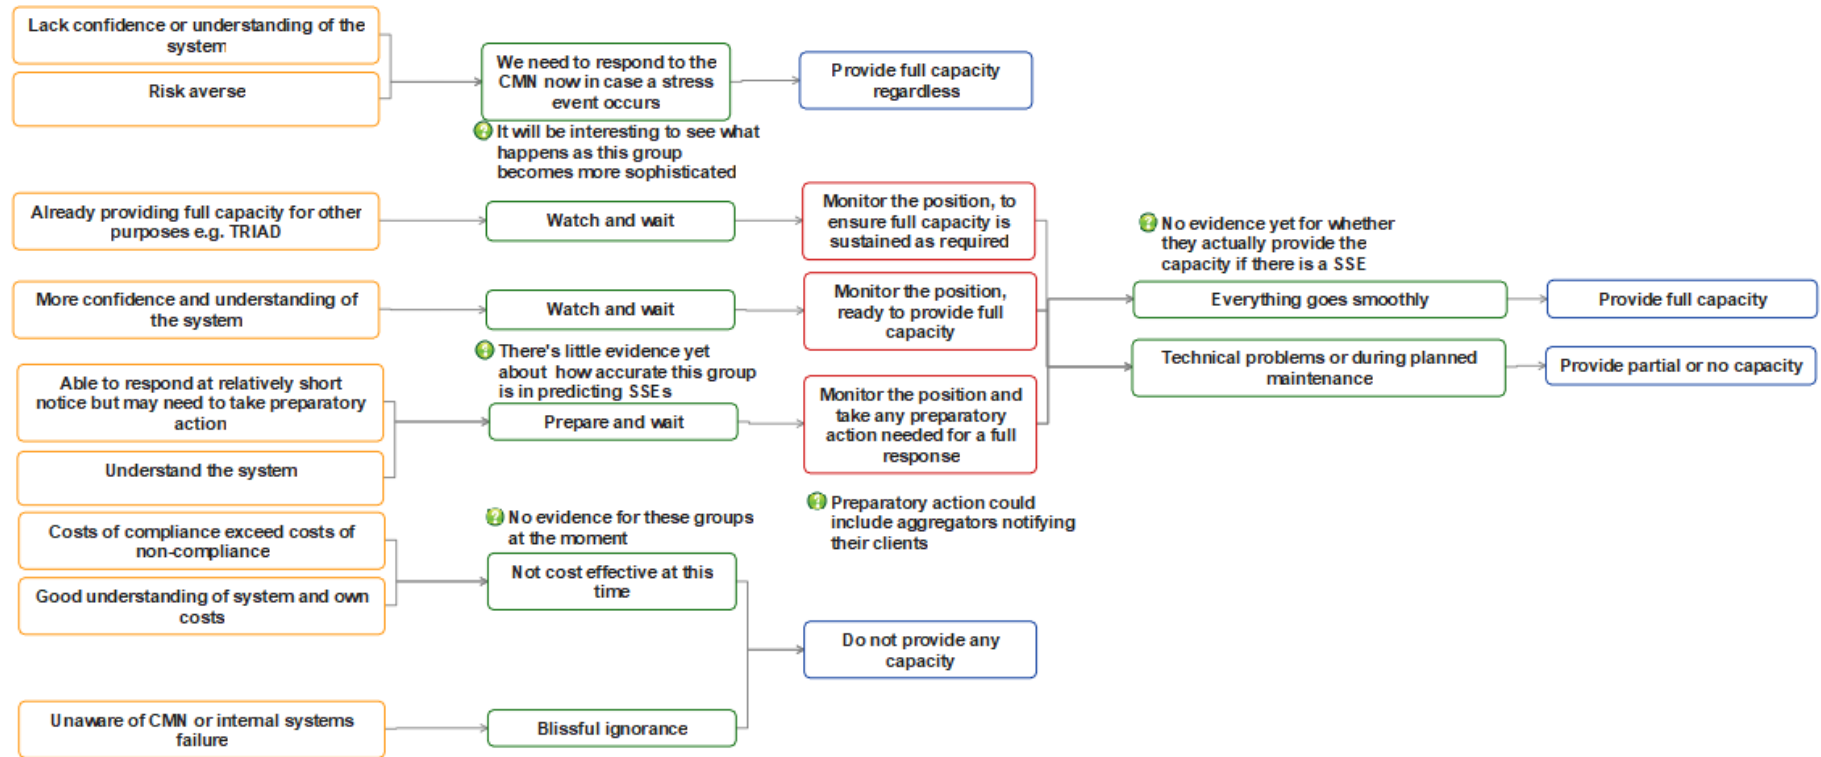 Lack confidence or understanding of the
system
Risk averse
We need to respond to the
CMN now in case a stress
event occurs
Provide full capacity
regardless
It will be interesting to see what
happens as this group
becomes more sophisticated
Already providing full capacity for other
purposes e.g. TRIAD
Watch and wait
Monitor the position, to
ensure full capacity is
sustained as required
No evidence yet for whether
they actually provide the
capacity if there is a SSE
More confidence and understanding of
the system
Watch and wait
Monitor the position,
ready to provide full
capacity
Everything goes smoothly
Provide full capacity
There's little evidence yet
about how accurate this group
is in predicting SSEs
Technical problems or during planned
maintenance
Provide partial or no capacity
Able to respond at relatively short
notice but may need to take preparatory
action
Understand the system
Prepare and wait
Monitor the position and
take any preparatory
action needed for a full
response
Preparatory action could
include aggregators notifying
their clients
No evidence for these groups
at the moment
Costs of compliance exceed costs of
non-compliance
Good understanding of system and own
costs
Not cost effective at this
time
Do not provide any
capacity
Unaware of CMN or internal systems
failure
Blissful ignorance